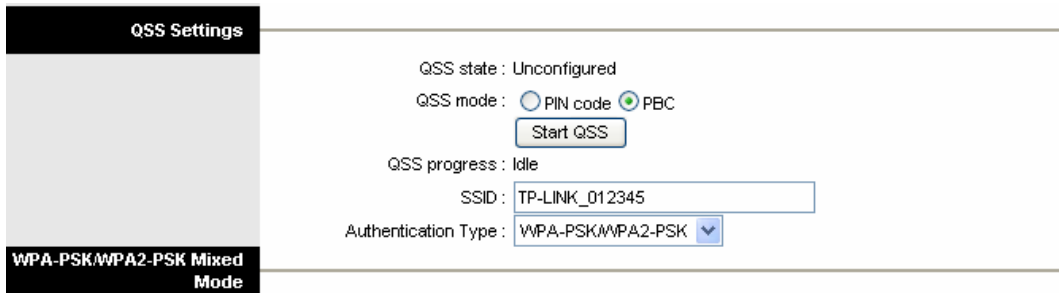 QSS Settings
QSS state : Unconfigured
QSS mode : PIN code PBC
Start QSS
QSS progress : Idle
SSID : TP-LINK_012345
Authentication Type : WPA-PSK/WPA2-PSK
WPA-PSK/WPA2-PSK Mixed
Mode